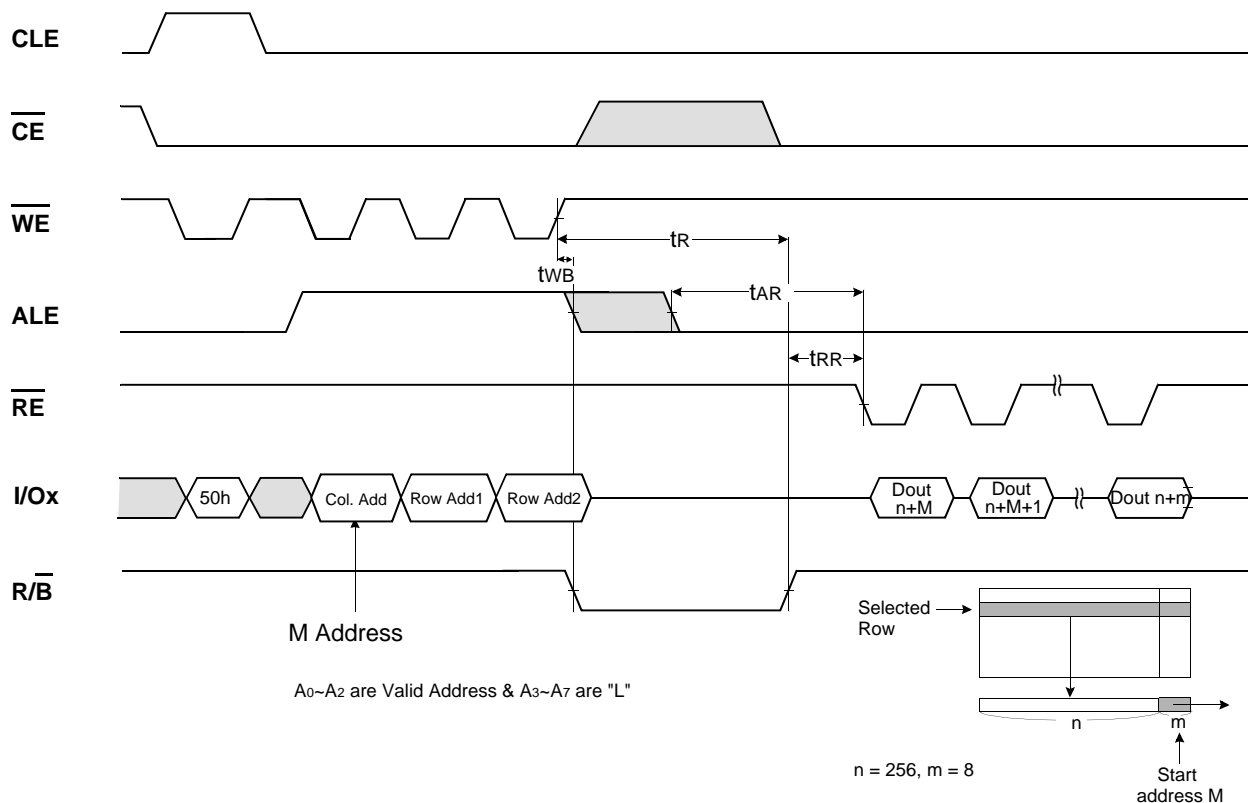 CLE
CE
WE
tR
tWB
ALE
tAR
tRR
RE
I/Ox
50h
Col. Add
Row Add1
Row Add2
Dout
n+M
Dout
n+M+1
Dout n+m
R/B
M Address
Selected
Row
A0~A2 are Valid Address & A3~A7 are "L"
n
m
n = 256, m = 8
Start
address M